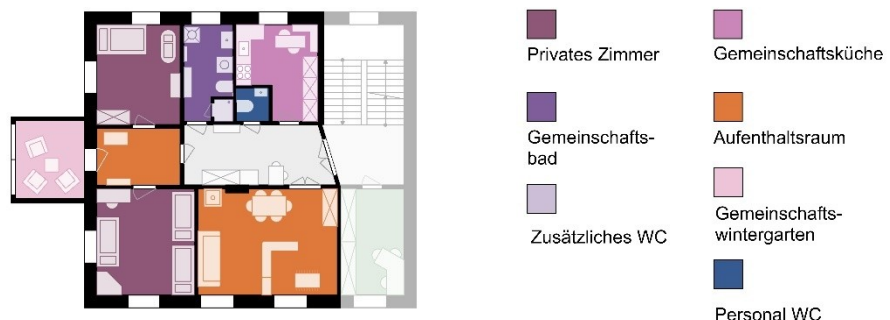 Privates Zimmer
Gemeinschaftsküche
Gemeinschafts-
bad
Aufenthaltsraum
Zusätzliches WC
Gemeinschafts-
wintergarten
Personal WC